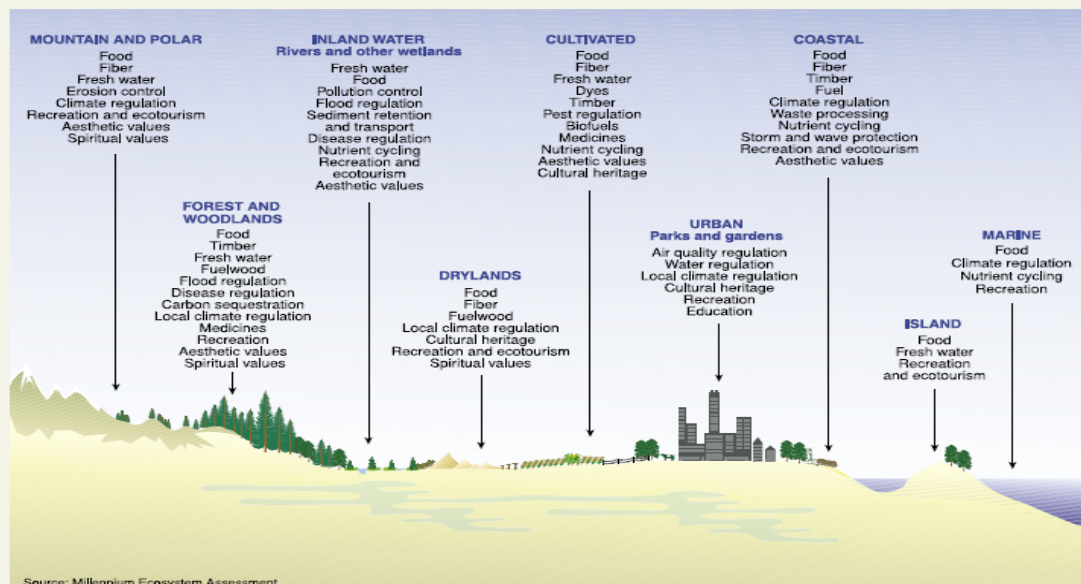 MOUNTAIN AND POLAR
Food
Fiber
Fresh water
Erosion control
Climate regulation
Recreation and ecotourism
Aesthetic values
Spiritual values
FOREST AND
WOODLANDS
Food
Timber
Fresh water
Fuelwood
Flood regulation
Disease regulation
Carbon sequestration
Local climate regulation
Medicines
Recreation
Aesthetic values
Spiritual values
INLAND WATER
Rivers and other wetlands
Fresh water
Food
Pollution control
Flood regulation
Sediment retention
and transport
Disease regulation
Nutrient cycling
Recreation and
ecotourism
Aesthetic values
DRYLANDS
Food
Fiber
Fuelwood
Local climate regulation
Cultural heritage
Recreation and ecotourism
Spiritual values
CULTIVATED
Food
Fiber
Fresh water
Dyes
Timber
Pest regulation
Biofuels
Medicines
Nutrient cycling
Aesthetic values
Cultural heritage
URBAN
Parks and gardens
Air quality regulation
Water regulation
Local climate regulation
Cultural heritage
Recreation
Education
COASTAL
Food
Fiber
Timber
Fuel
Climate regulation
Waste processing
Nutrient cycling
Storm and wave protection
Recreation and ecotourism
Aesthetic values
ISLAND
Food
Fresh water
Recreation
and ecotourism
MARINE
Food
Climate regulation
Nutrient cycling
Recreation
Source: Millennium Ecosystem Assessment